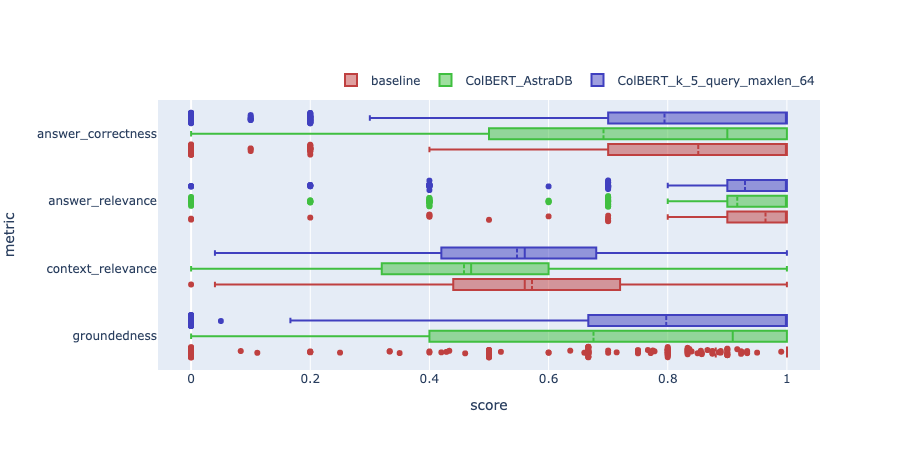 baseline ColBERT_AstraDB ColBERT_k_5_query_maxlen_64
answer_correctness
answer_relevance
context_relevance
groundedness
metric
0 0.2 0.4 0.6 0.8 1
score